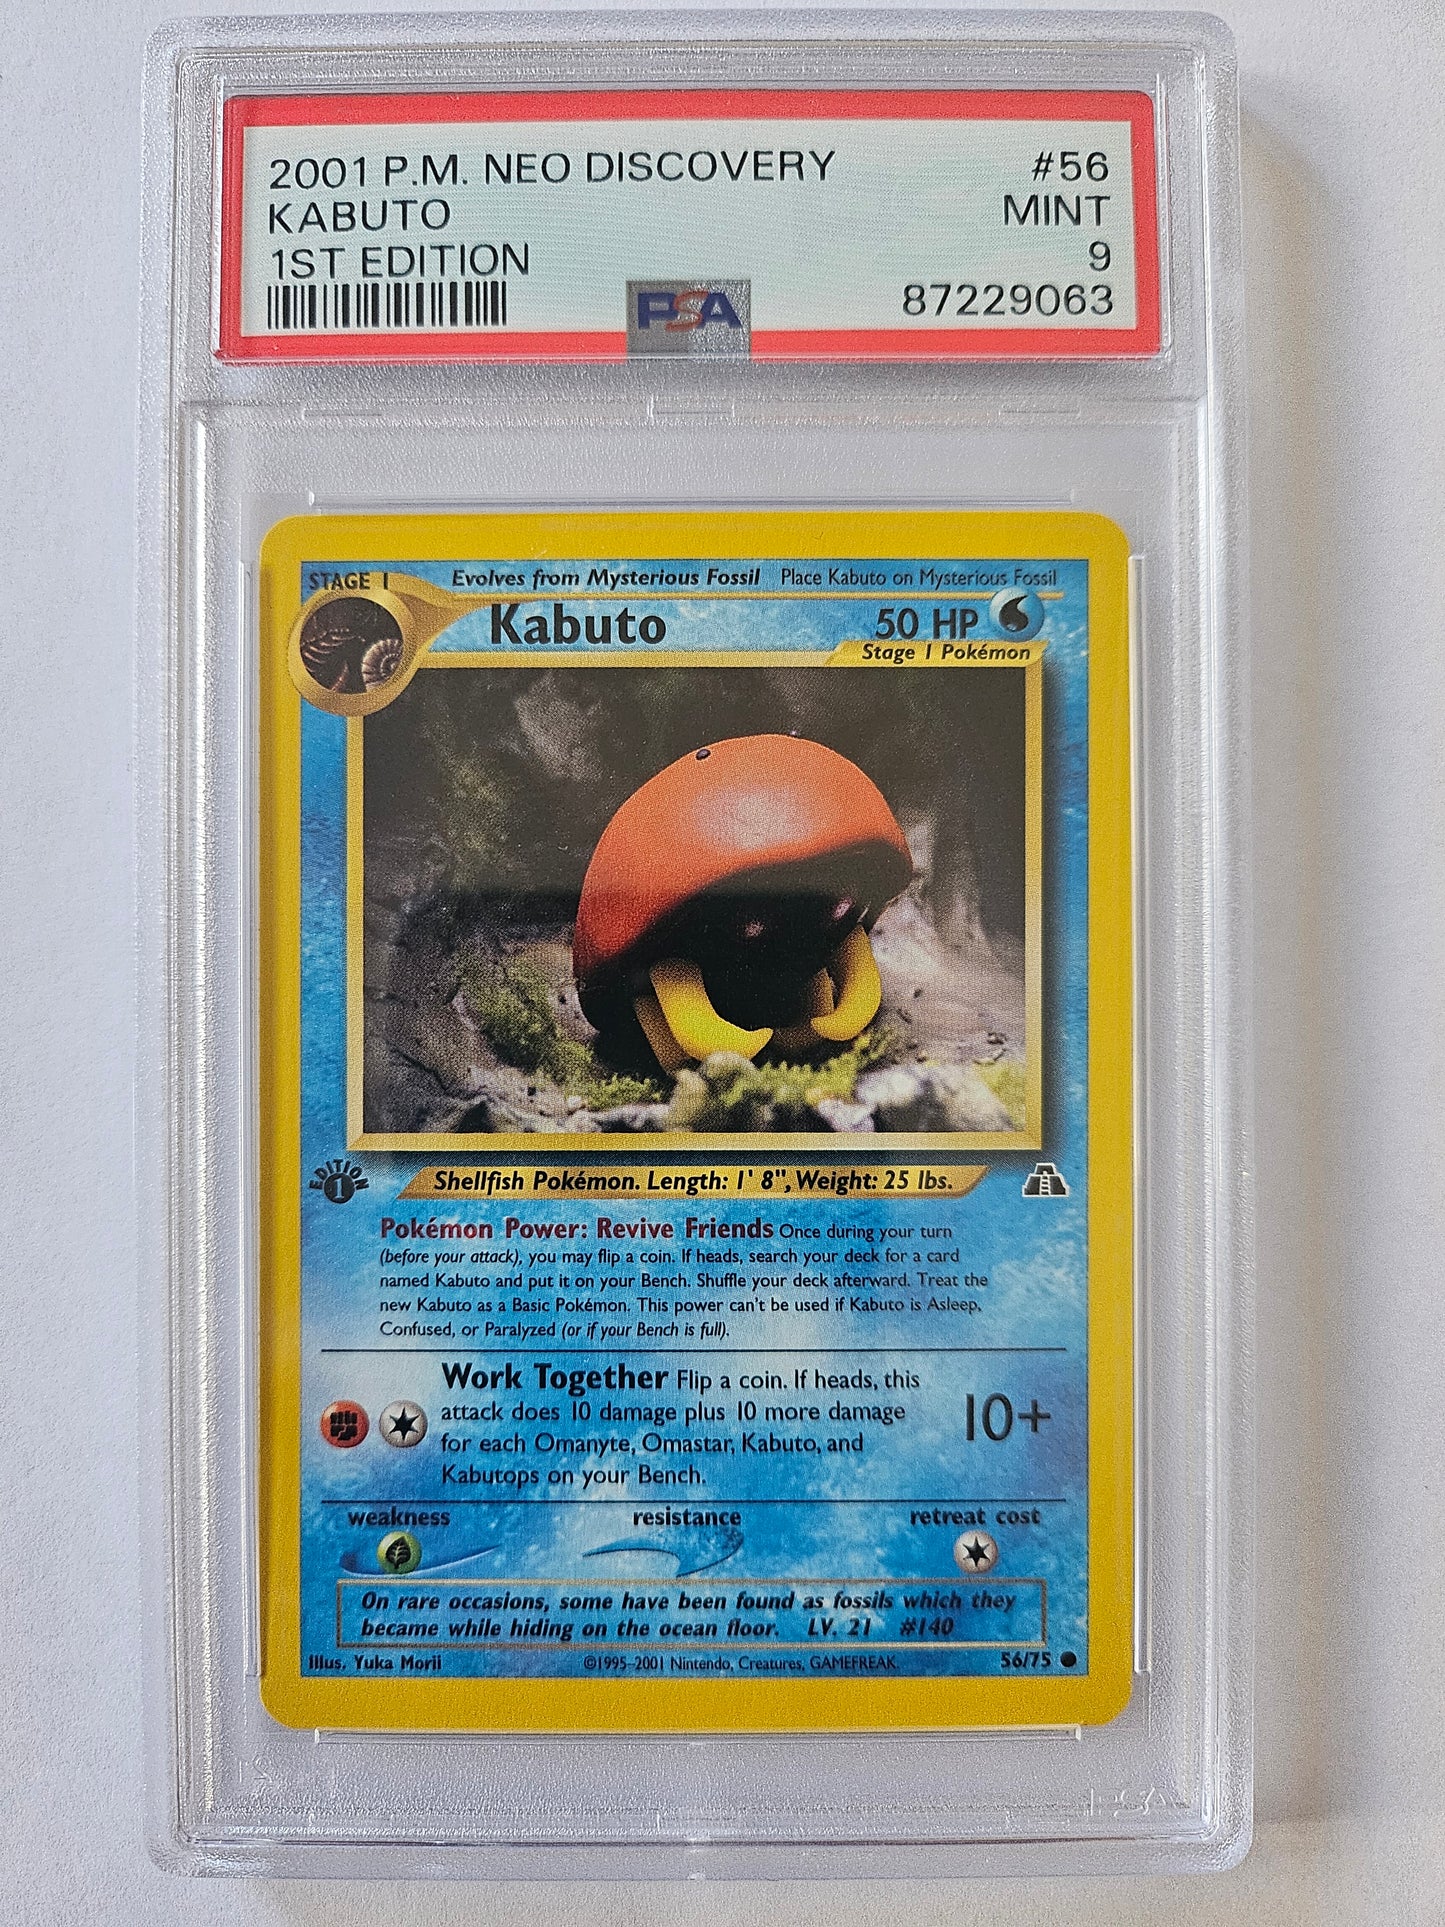 2001 P.M. NEO DISCOVERY #56
KABUTO MINT
1ST EDITION 9
PSA 87229063
STAGE 1 Evolves from Mysterious Fossil Place Kabuto on Mysterious Fossil
Kabuto 50 HP
Stage 1 Pokémon
EDITION 1
Shellfish Pokémon. Length: 1' 8", Weight: 25 lbs.
Pokémon Power: Revive Friends Once during your turn
(before your attack), you may flip a coin. If heads, search your deck for a card
named Kabuto and put it on your Bench. Shuffle your deck afterward. Treat the
new Kabuto as a Basic Pokémon. This power can't be used if Kabuto is Asleep,
Confused, or Paralyzed (or if your Bench is full).
Work Together Flip a coin. If heads, this
attack does 10 damage plus 10 more damage
for each Omanyte, Omastar, Kabuto, and
Kabutops on your Bench.
10+
weakness resistance retreat cost
On rare occasions, some have been found as fossils which they
became while hiding on the ocean floor. LV. 21 #140
Illus. Yuka Morii ©1995-2001 Nintendo, Creatures, GAMEFREAK. 56/75
PSA